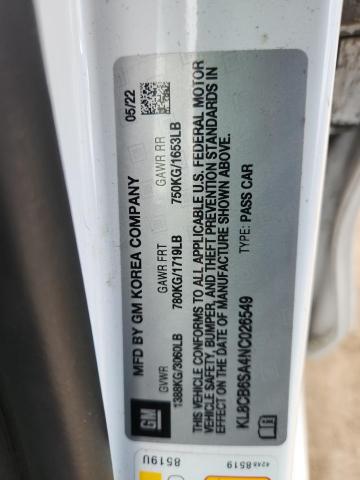 MFD BY GM KOREA COMPANY 05/22
GVWR GAWR FRT GAWR RR
1388KG/3060LB 780KG/1719LB 750KG/1653LB
THIS VEHICLE CONFORMS TO ALL APPLICABLE U.S. FEDERAL MOTOR
VEHICLE SAFETY, BUMPER, AND THEFT PREVENTION STANDARDS IN
EFFECT ON THE DATE OF MANUFACTURE SHOWN ABOVE.
KL8CB6SA4NC026549 TYPE: PASS CAR
GM
8519U
4248 8519